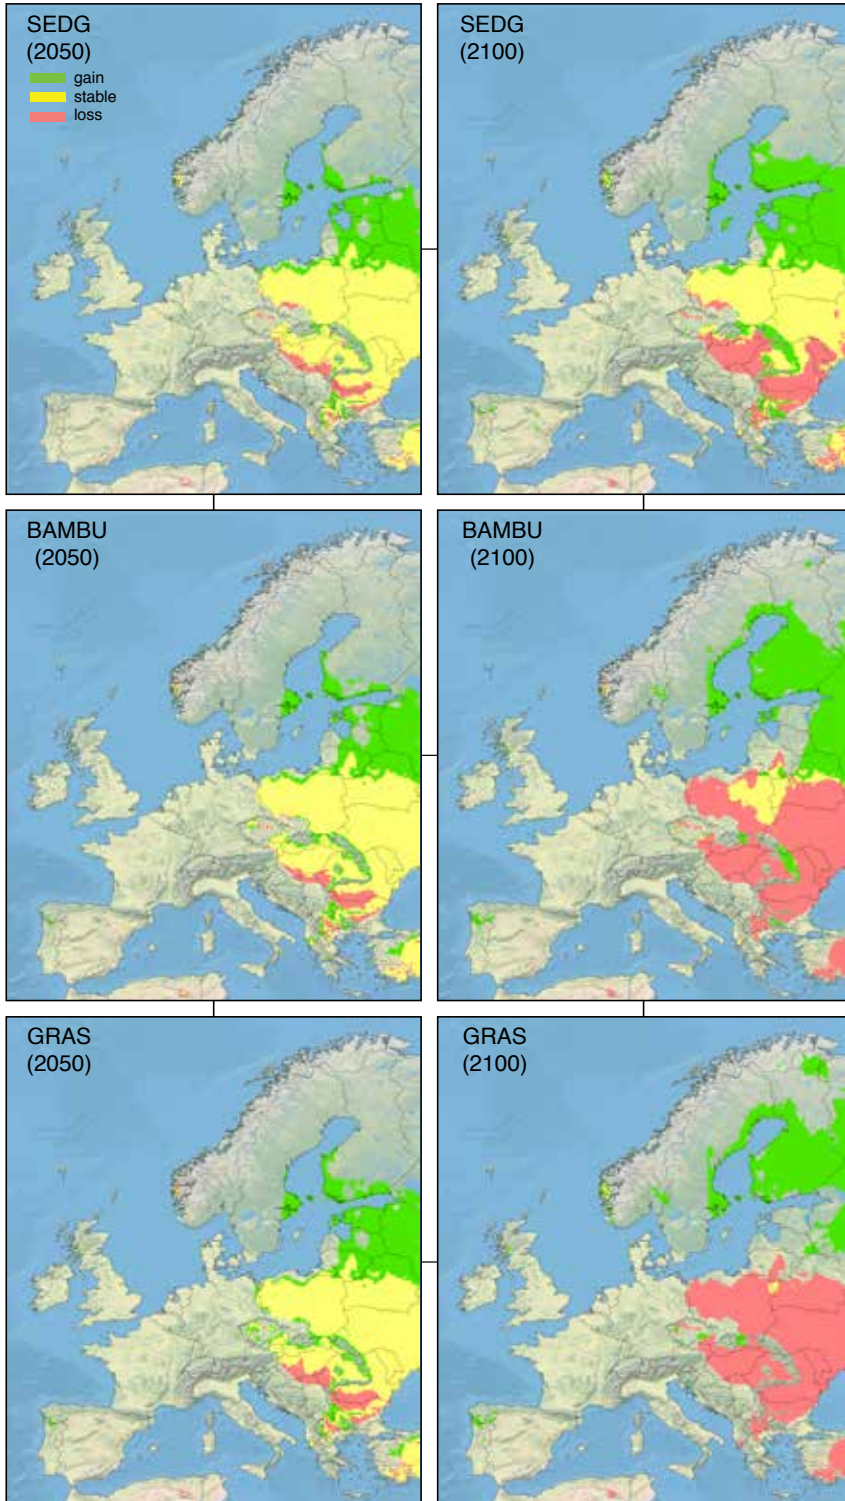 SEDG
(2050)
gain
stable
loss
SEDG
(2100)
BAMBU
(2050)
BAMBU
(2100)
GRAS
(2050)
GRAS
(2100)